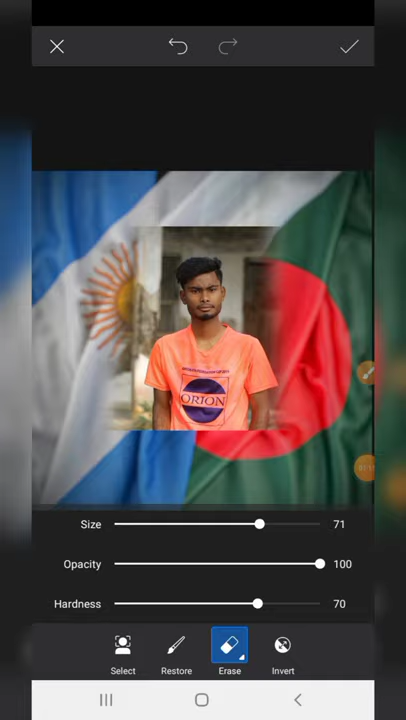 ORION
Size 71
Opacity 100
Hardness 70
Select Restore Erase Invert